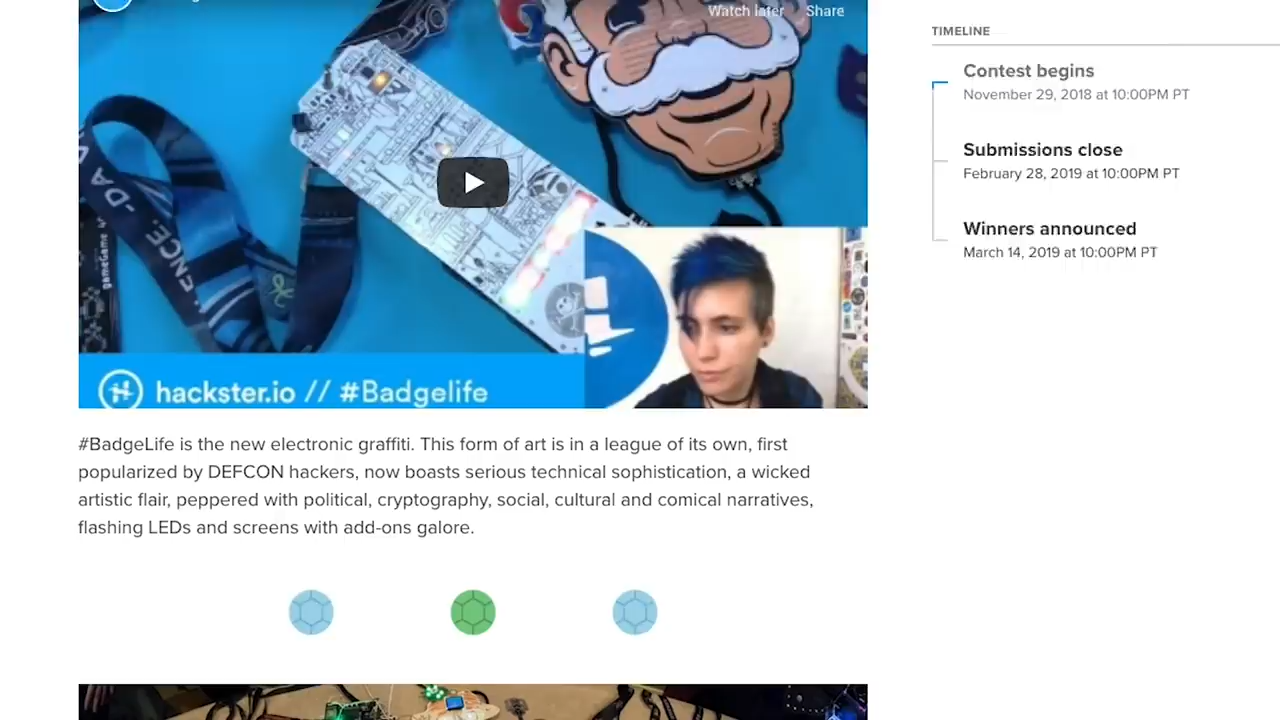 Watch later Share
-DA
ENCE.
gameGame
hackster.io // #Badgelife
#BadgeLife is the new electronic graffiti. This form of art is in a league of its own, first
popularized by DEFCON hackers, now boasts serious technical sophistication, a wicked
artistic flair, peppered with political, cryptography, social, cultural and comical narratives,
flashing LEDs and screens with add-ons galore.
TIMELINE
Contest begins
November 29, 2018 at 10:00PM PT
Submissions close
February 28, 2019 at 10:00PM PT
Winners announced
March 14, 2019 at 10:00PM PT